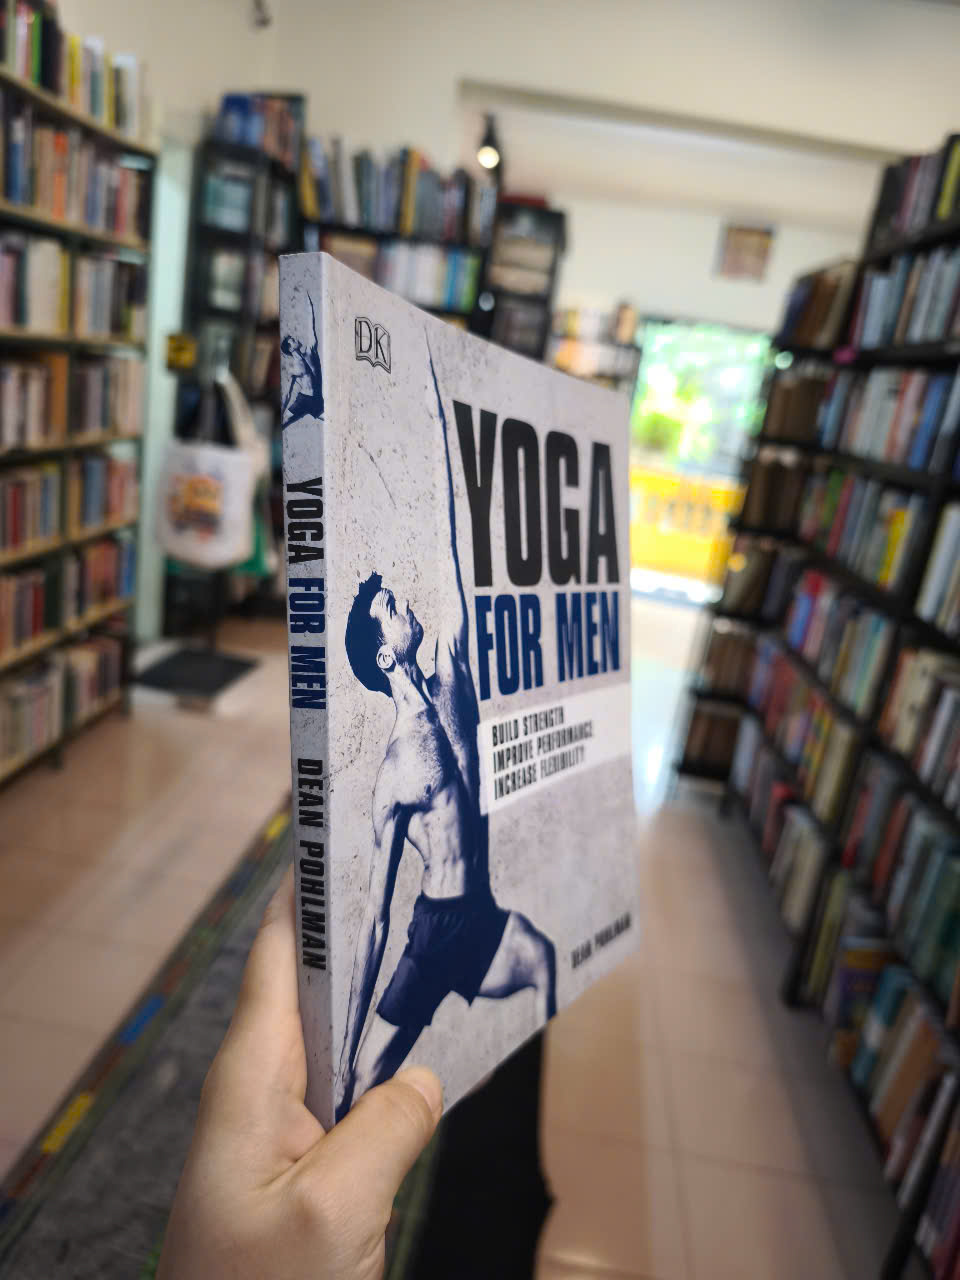 DK
YOGA
FOR MEN
BUILD STRENGTH
IMPROVE PERFORMANCE
INCREASE FLEXIBILITY
DEAN POHLMAN
YOGA FOR MEN DEAN POHLMAN